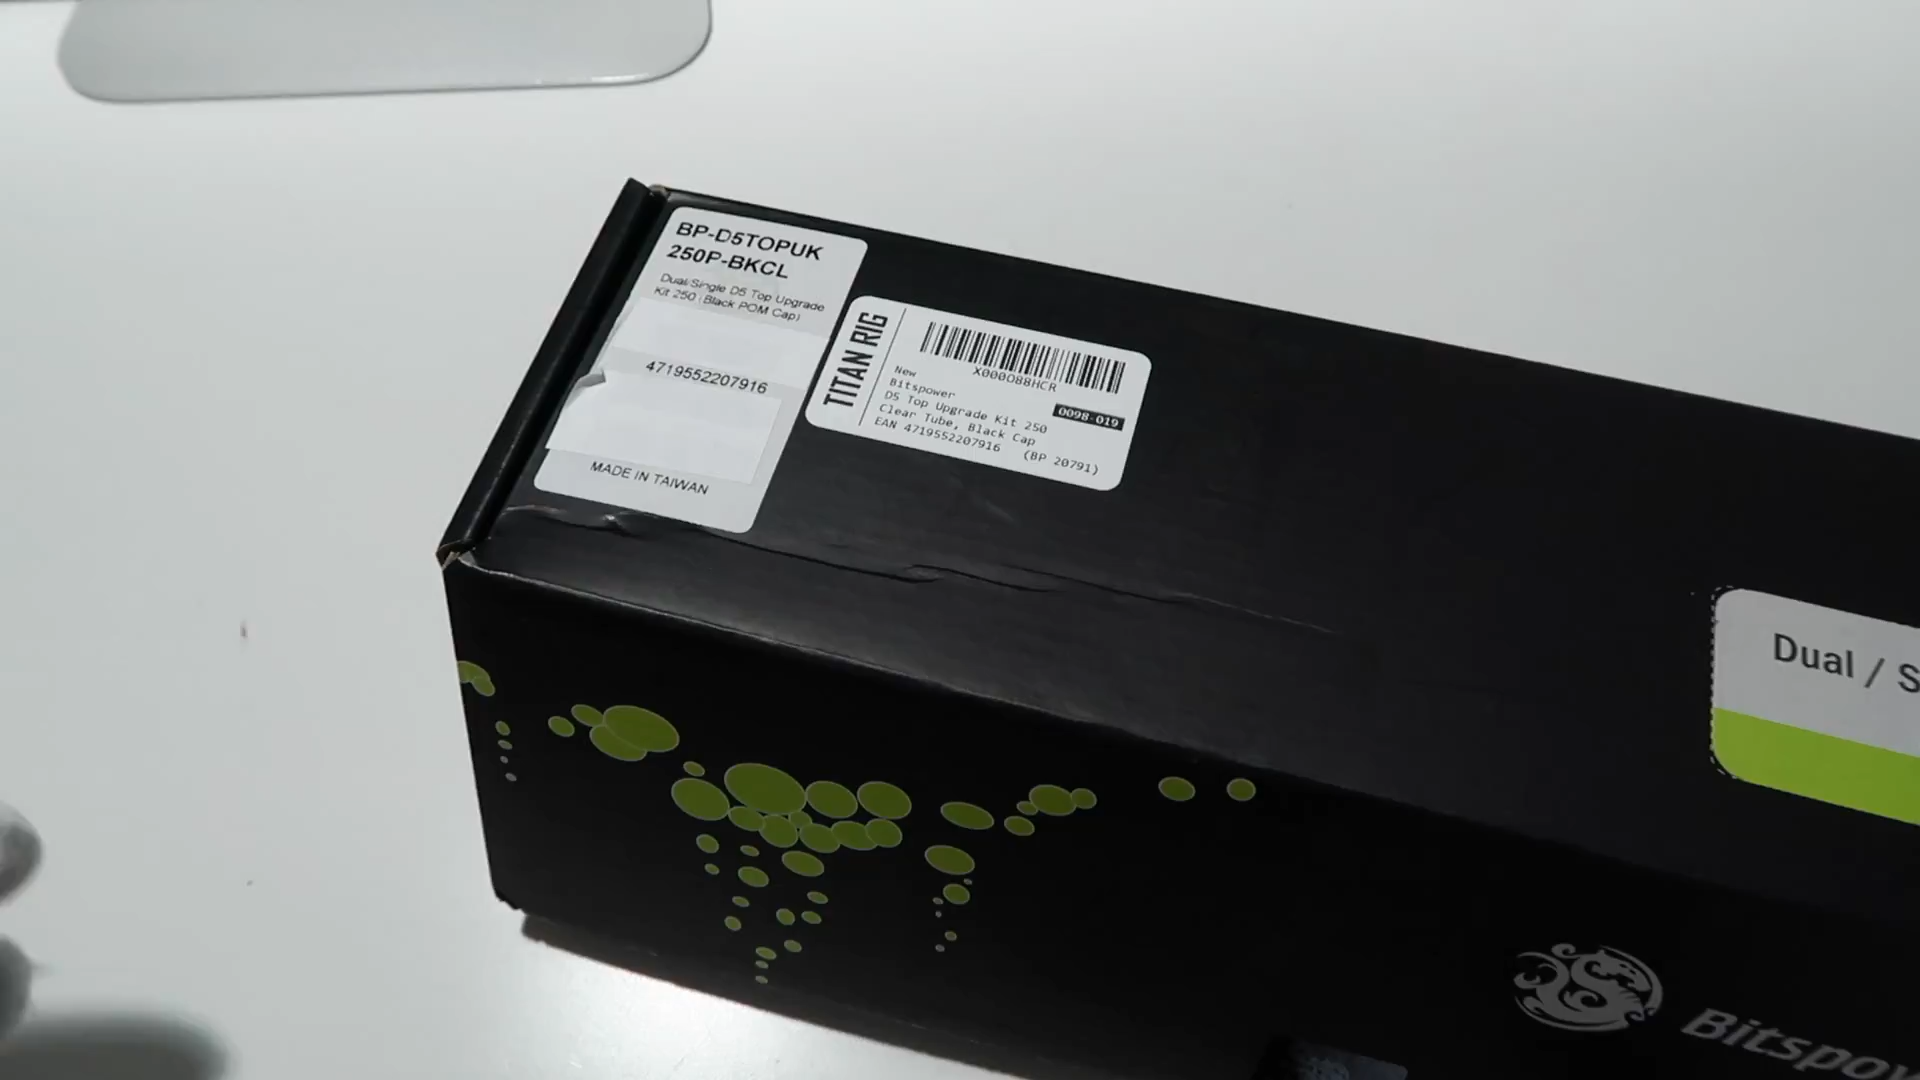 BP-D5TOPUK
250P-BKCL
Dual/Single D5 Top Upgrade
Kit 250 (Black POM Cap)
4719552207916
MADE IN TAIWAN
TITAN RIG
X000O88HCR
New
Bitspower
D5 Top Upgrade Kit 250
0098-019
Clear Tube, Black Cap
EAN 4719552207916 (BP 20791)
Dual / S
Bitspow